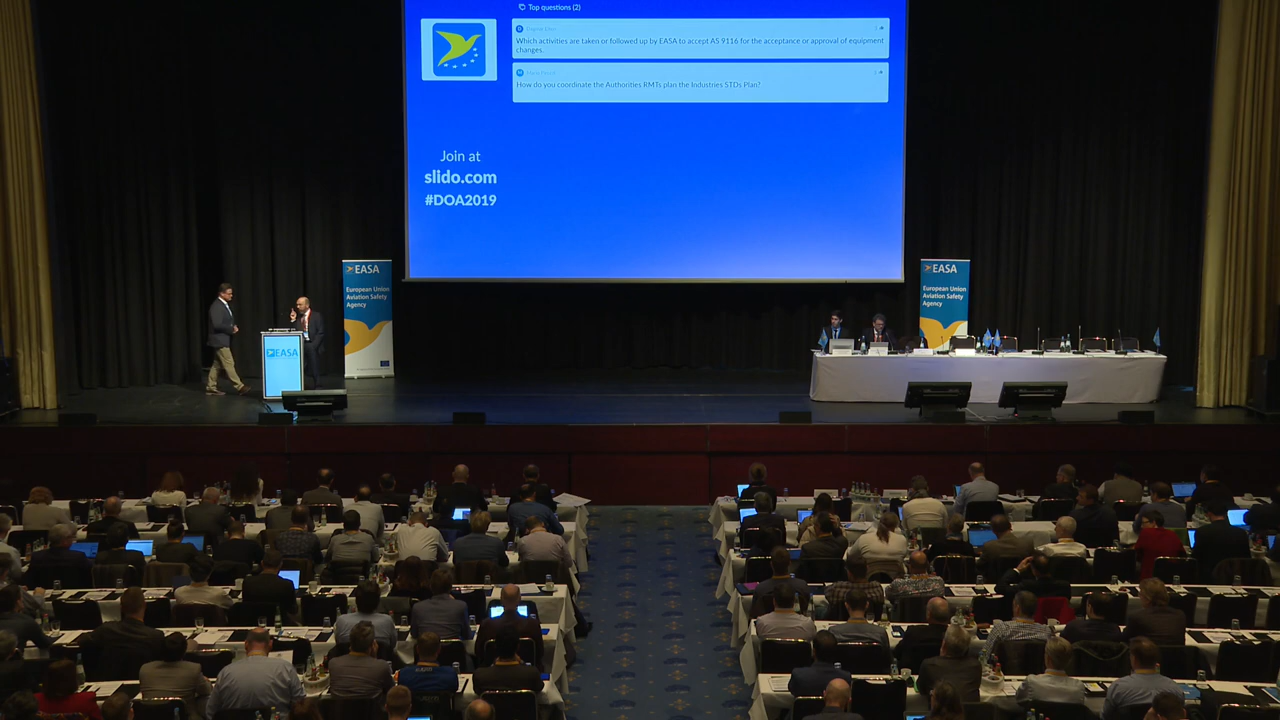 Top questions (2)
Which activities are taken or followed up by EASA to accept AS 9116 for the acceptance or approval of equipment
changes.
How do you coordinate the Authorities RMTs plan the Industries STDs Plan?
Join at
slido.com
#DOA2019
EASA
European Union
Aviation Safety
Agency
EASA
EASA
European Union
Aviation Safety
Agency